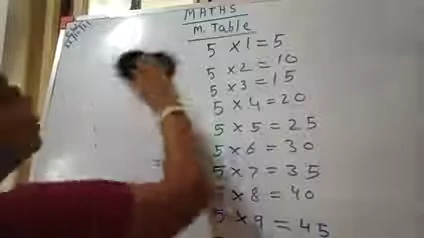 MATHS
M. Table
5 × 1 = 5
5 × 2 = 10
5 × 3 = 15
5 × 4 = 20
5 × 5 = 25
5 × 6 = 30
5 × 7 = 35
× 8 = 40
5 × 9 = 45